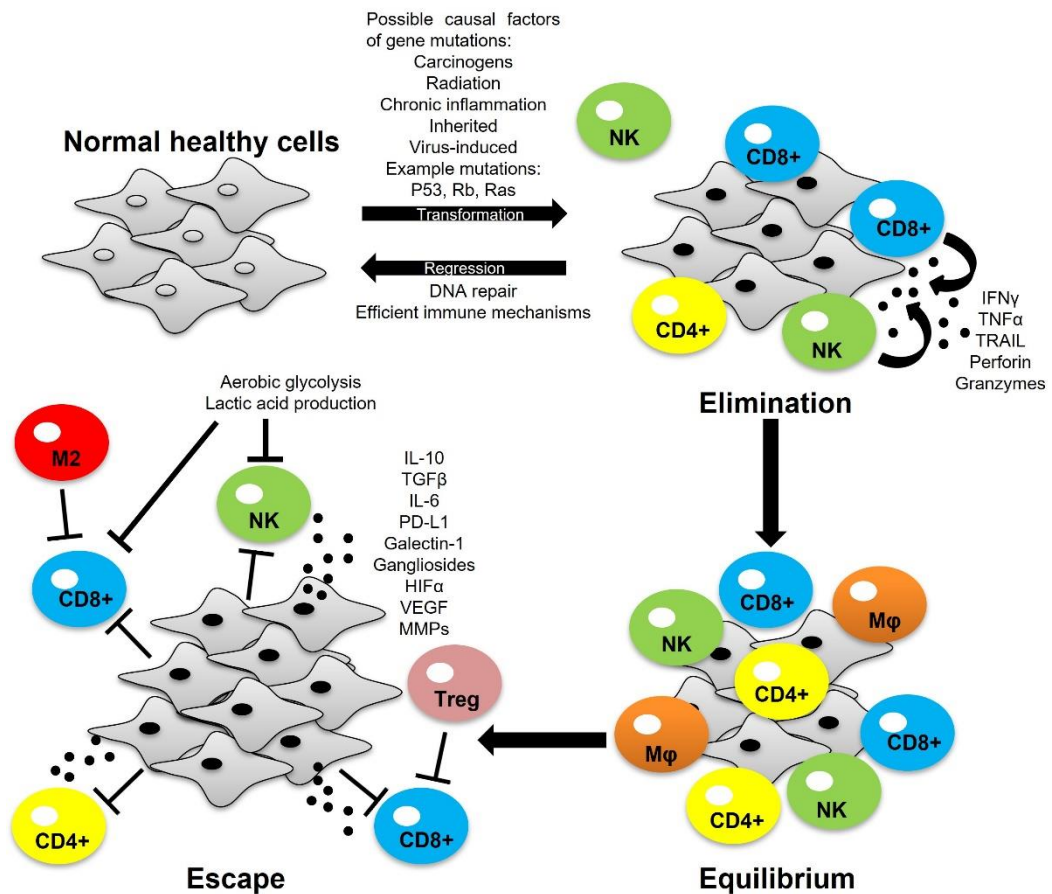 Possible causal factors
of gene mutations:
Carcinogens
Radiation
Chronic inflammation
Inherited
Virus-induced
Example mutations:
P53, Rb, Ras
Transformation
Regression
DNA repair
Efficient immune mechanisms
Normal healthy cells
NK
CD8+
CD8+
CD4+
NK
IFNγ
TNFα
TRAIL
Perforin
Granzymes
Elimination
Aerobic glycolysis
Lactic acid production
M2
NK
CD8+
IL-10
TGFβ
IL-6
PD-L1
Galectin-1
Gangliosides
HIFα
VEGF
MMPs
Treg
CD4+
CD8+
Escape
CD8+
Mφ
NK
CD4+
CD8+
Mφ
CD4+
NK
Equilibrium